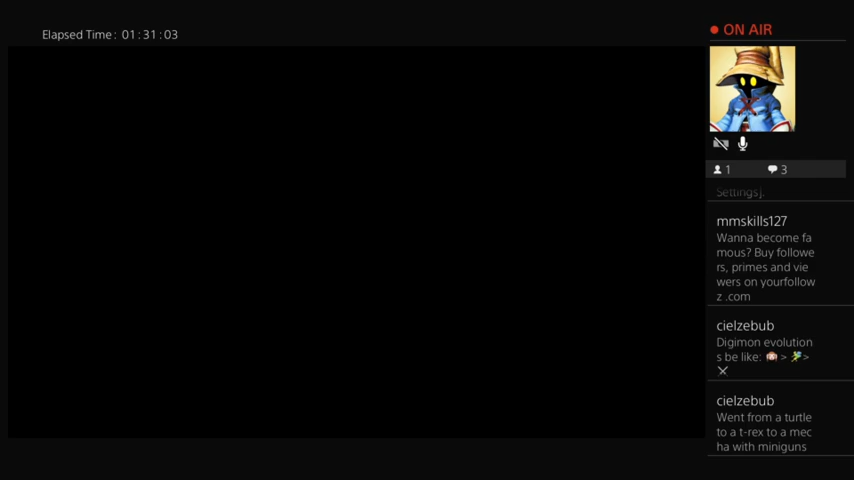 Elapsed Time: 01:31:03
ON AIR
1
3
Settings].
mmskills127
Wanna become fa
mous? Buy followe
rs, primes and vie
wers on yourfollow
z .com
cielzebub
Digimon evolution
s be like: 🙉 > 🧚 >
⚔
cielzebub
Went from a turtle
to a t-rex to a mec
ha with miniguns